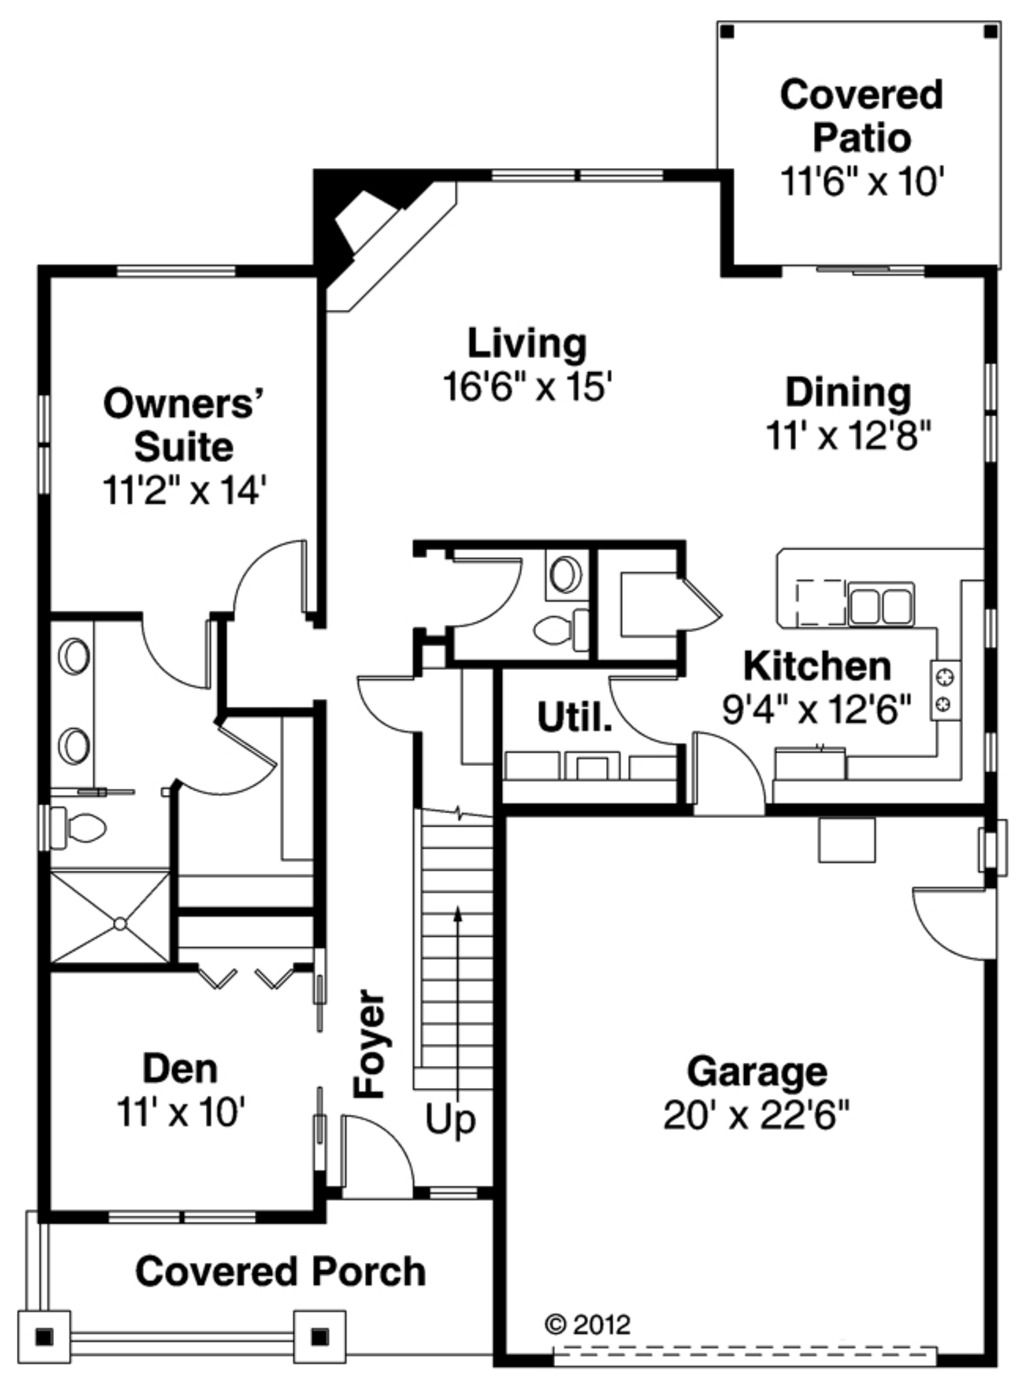 Covered
Patio
11'6" x 10'
Living
16'6" x 15'
Dining
11' x 12'8"
Owners’
Suite
11'2" x 14'
Kitchen
9'4" x 12'6"
Util.
Foyer
Den
11' x 10'
Up
Garage
20' x 22'6"
Covered Porch
© 2012